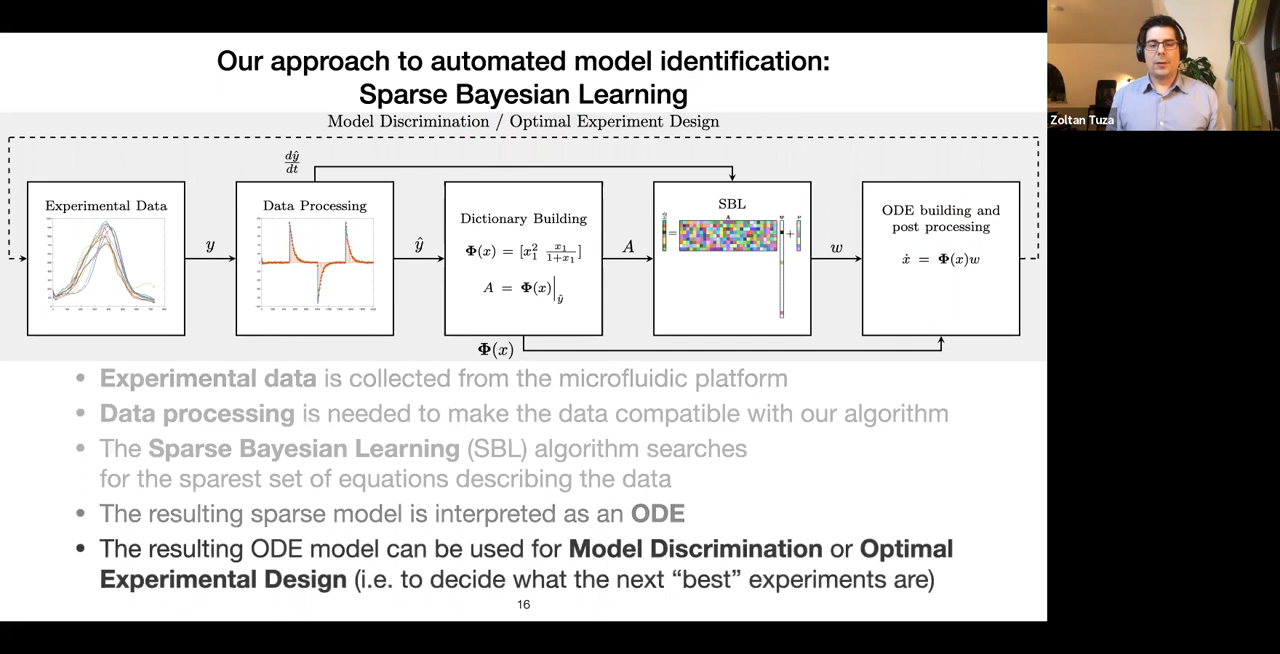 Our approach to automated model identification:
Sparse Bayesian Learning
Model Discrimination / Optimal Experiment Design
dŷ/dt
Experimental Data
y
Data Processing
ŷ
Dictionary Building
Φ(x) = [x₁² x₁/(1+x₁)]
A = Φ(x)|ŷ
A
SBL
A
=
+
w
ODE building and
post processing
ẋ = Φ(x)w
Φ(x)
• Experimental data is collected from the microfluidic platform
• Data processing is needed to make the data compatible with our algorithm
• The Sparse Bayesian Learning (SBL) algorithm searches
for the sparest set of equations describing the data
• The resulting sparse model is interpreted as an ODE
• The resulting ODE model can be used for Model Discrimination or Optimal
Experimental Design (i.e. to decide what the next “best” experiments are)
16
Zoltan Tuza